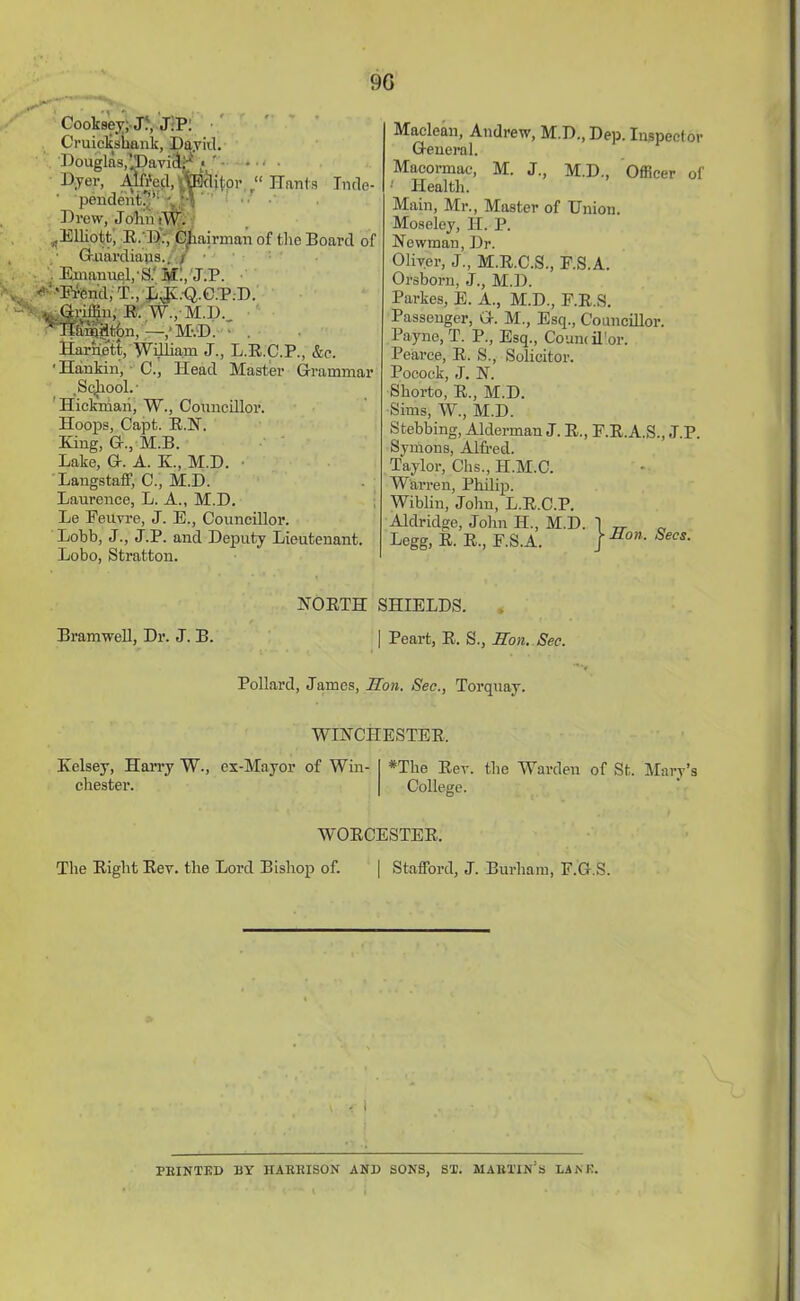 96
Cooksey, J., J.P.
Cruickshank, David.
Douglas, David.
Dyer, Alfred, Editor "Hants Inde-
pendent."
Drew, John W.
Elliott, R. D., Chairman of the Board of
Guardians.
Emanuel, S. M., J.P.
Frend, T., L.K.Q.C.P.D.
Griffin, R. W., M.D.
Hamilton, —, M.D.
Harnett, William J., L.R.C.P., &c.
Hankin, C., Head Master Grammar
School.
Hickman, W., Councillor.
Hoops, Capt. R.N.
King, G., M.B.
Lake, G. A. K., M.D.
Langstaff, C., M.D.
Laurence, L. A., M.D.
Le Feuvre, J. E., Councillor.
Lobb, J., J.P. and Deputy Lieutenant.
Lobo, Stratton.
Maclean, Andrew, M.D., Dep. Inspector
General.
Macormac, M. J., M.D., Officer of
Health.
Main, Mr., Master of Union.
Moseley, H. P.
Newman, Dr.
Oliver, J., M.R.C.S., F.S.A.
Orsborn, J., M.D.
Parkes, E. A., M.D., F.R.S.
Passenger, G. M., Esq., Councillor.
Payne, T. P., Esq., Councillor.
Pearce, R. S., Solicitor.
Pocock, J. N.
Shorto, R., M.D.
Sims, W., M.D.
Stebbing, Alderman J. R., F.R.A.S., J.P.
Symons, Alfred.
Taylor, Chs., H.M.C.
Warren, Philip.
Wiblin, John, L.R.C.P.
Aldridge, John H., M.D.
Legg, R. R., F.S.A. } Hon. Secs.
NORTH SHIELDS.
Bramwell, Dr. J. B. | Peart, R. S., Hon. Sec.
Pollard, James, Hon. Sec., Torquay.
WINCHESTER.
Kelsey, Harry W., ex-Mayor of Win-
chester.
*The Rev. the Warden of St. Mary's
College.
WORCESTER.
The Right Rev. the Lord Bishop of. | Stafford, J. Burham, F.G.S.
PRINTED BY HARRISON AND SONS, ST. MARTIN'S LANE.